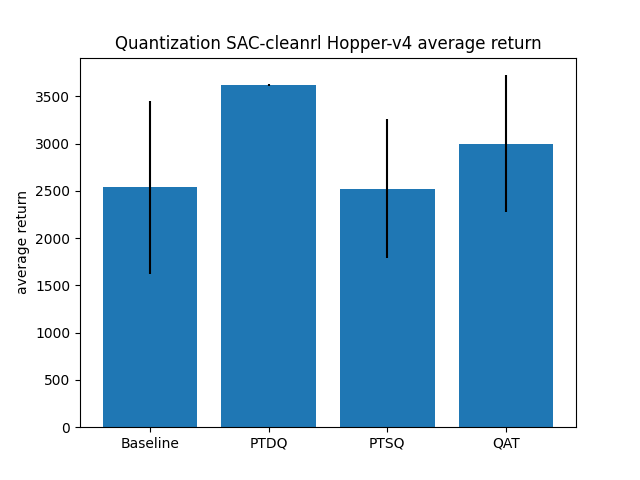 Quantization SAC-cleanrl Hopper-v4 average return
average return
3500
3000
2500
2000
1500
1000
500
0
Baseline PTDQ PTSQ QAT